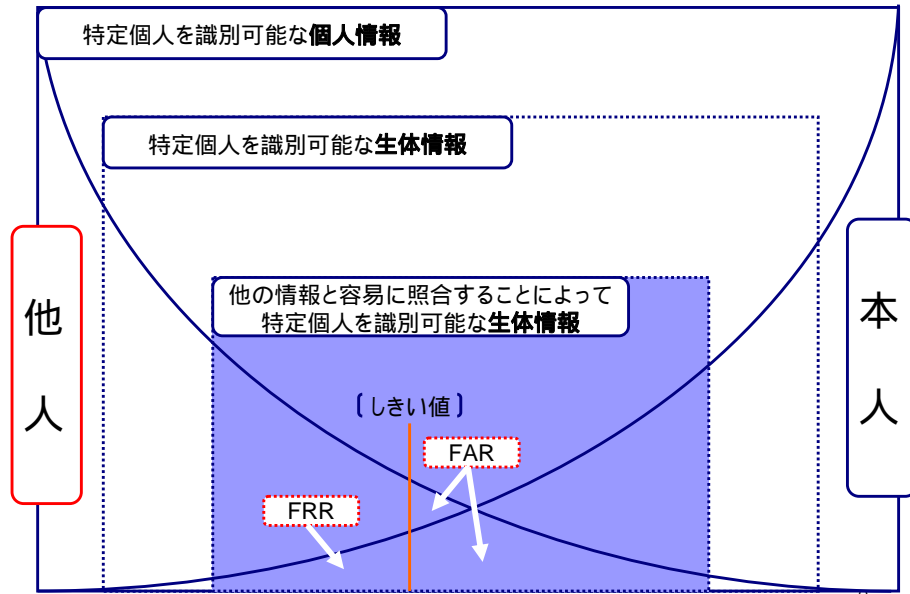 特定個人を識別可能な個人情報
特定個人を識別可能な生体情報
他の情報と容易に照合することによって
特定個人を識別可能な生体情報
他人
本人
〔しきい値〕
FAR
FRR